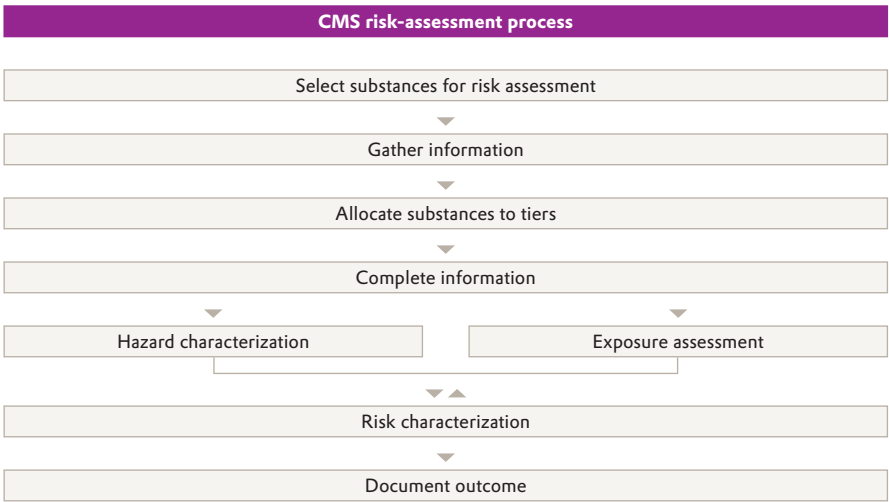 CMS risk-assessment process
Select substances for risk assessment
Gather information
Allocate substances to tiers
Complete information
Hazard characterization
Exposure assessment
Risk characterization
Document outcome